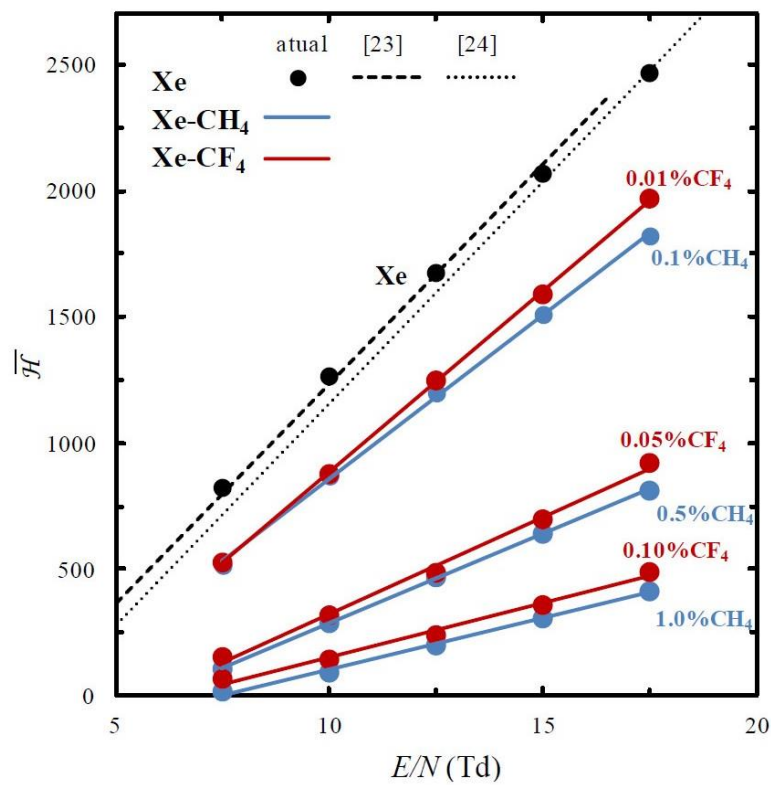 atual [23] [24]
Xe
Xe-CH₄
Xe-CF₄
2500
2000
1500
1000
500
0
ℋ̅
Xe
0.01%CF₄
0.1%CH₄
0.05%CF₄
0.5%CH₄
0.10%CF₄
1.0%CH₄
5 10 15 20
E/N (Td)